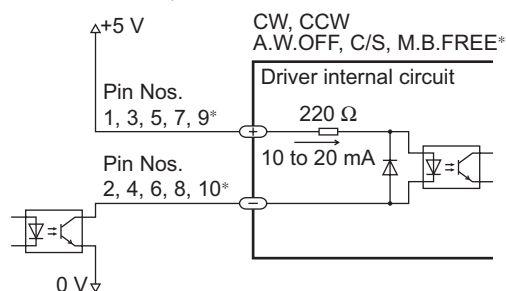 +5 V
CW, CCW
A.W.OFF, C/S, M.B.FREE*
Driver internal circuit
Pin Nos.
1, 3, 5, 7, 9*
220 Ω
+
10 to 20 mA
Pin Nos.
2, 4, 6, 8, 10*
−
0 V